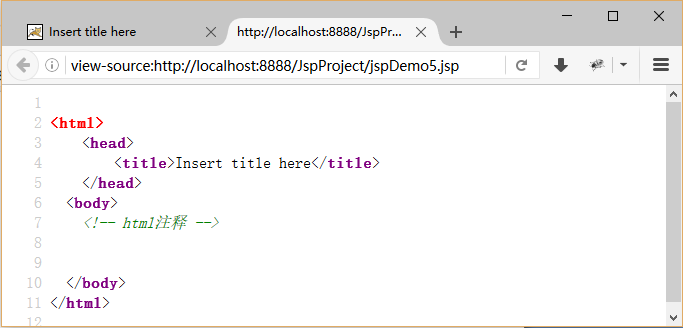 Insert title here
http://localhost:8888/JspPr...
view-source:http://localhost:8888/JspProject/jspDemo5.jsp
1
2 <html>
3 <head>
4 <title>Insert title here</title>
5 </head>
6 <body>
7 <!-- html注释 -->
8
9
10 </body>
11 </html>
12